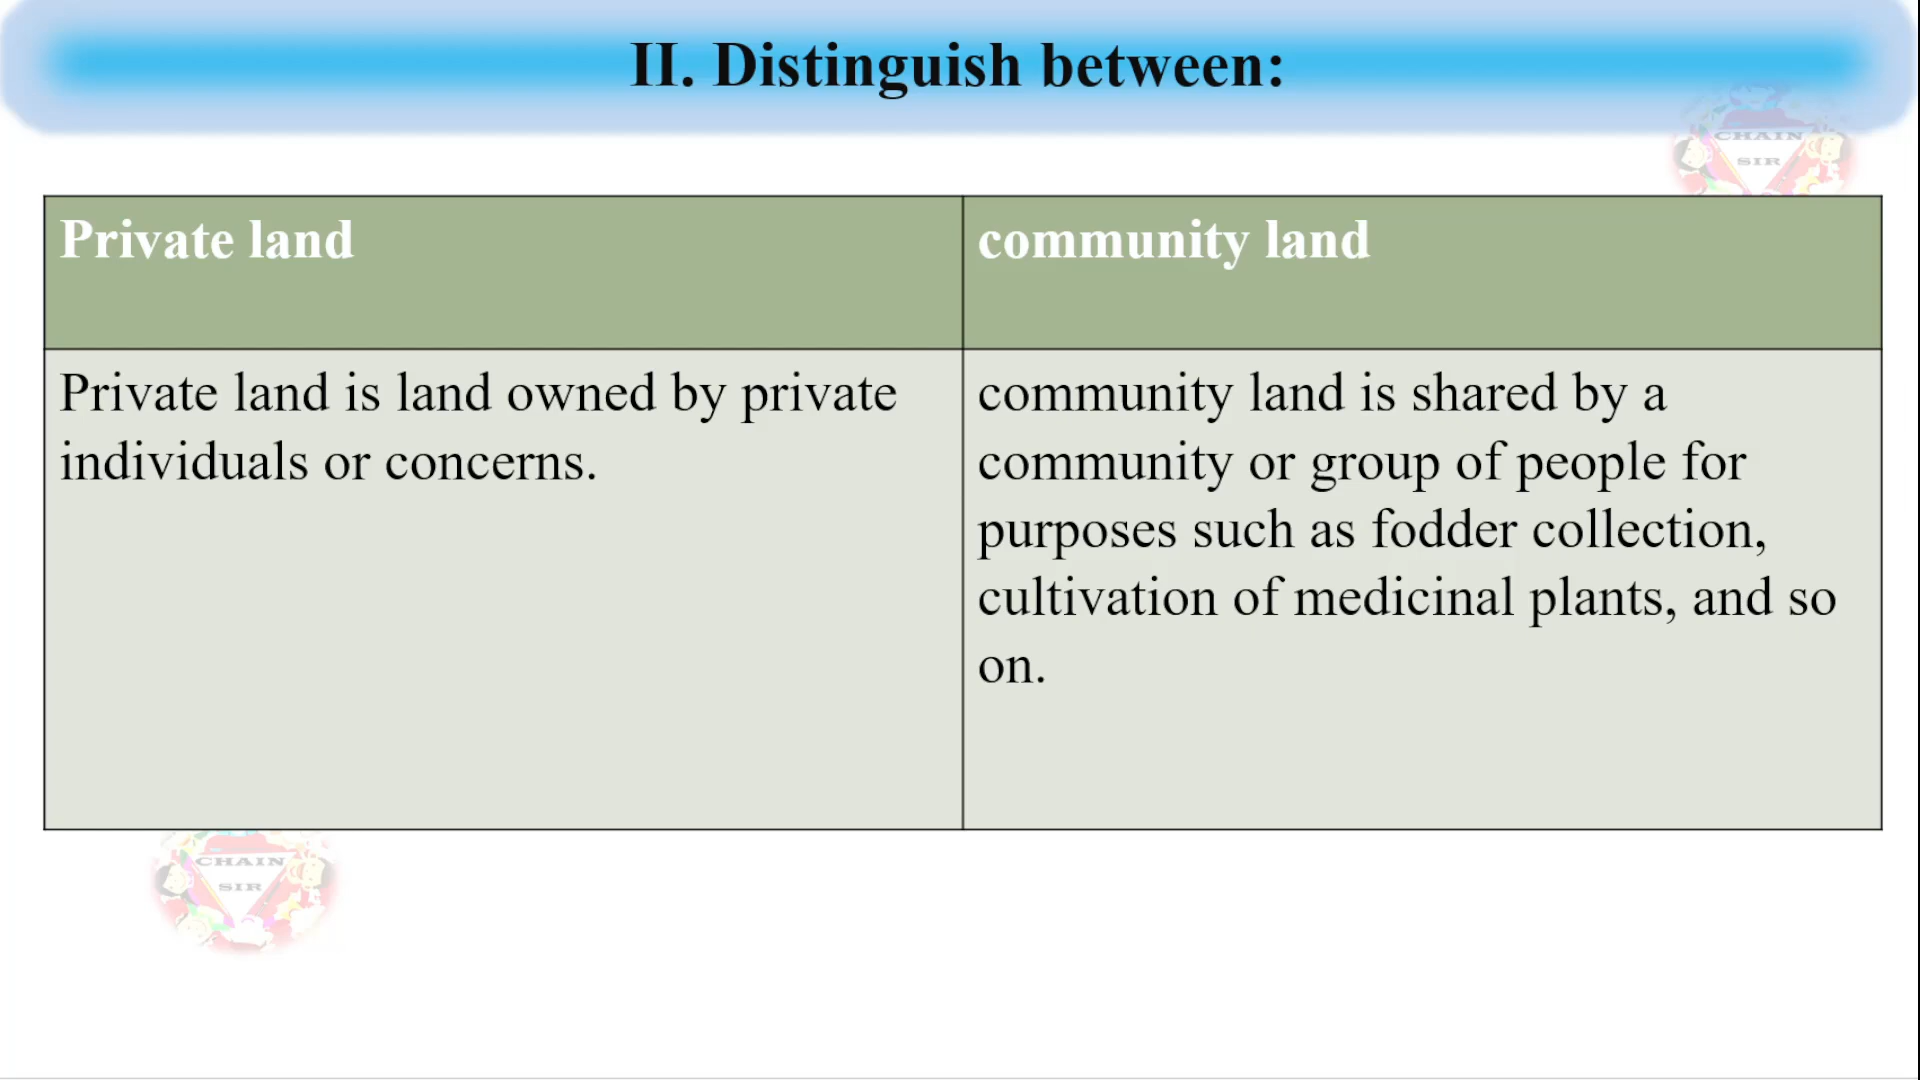 II. Distinguish between:
CHAIN
SIR
Private land
community land
Private land is land owned by private
individuals or concerns.
community land is shared by a
community or group of people for
purposes such as fodder collection,
cultivation of medicinal plants, and so
on.
CHAIN
SIR